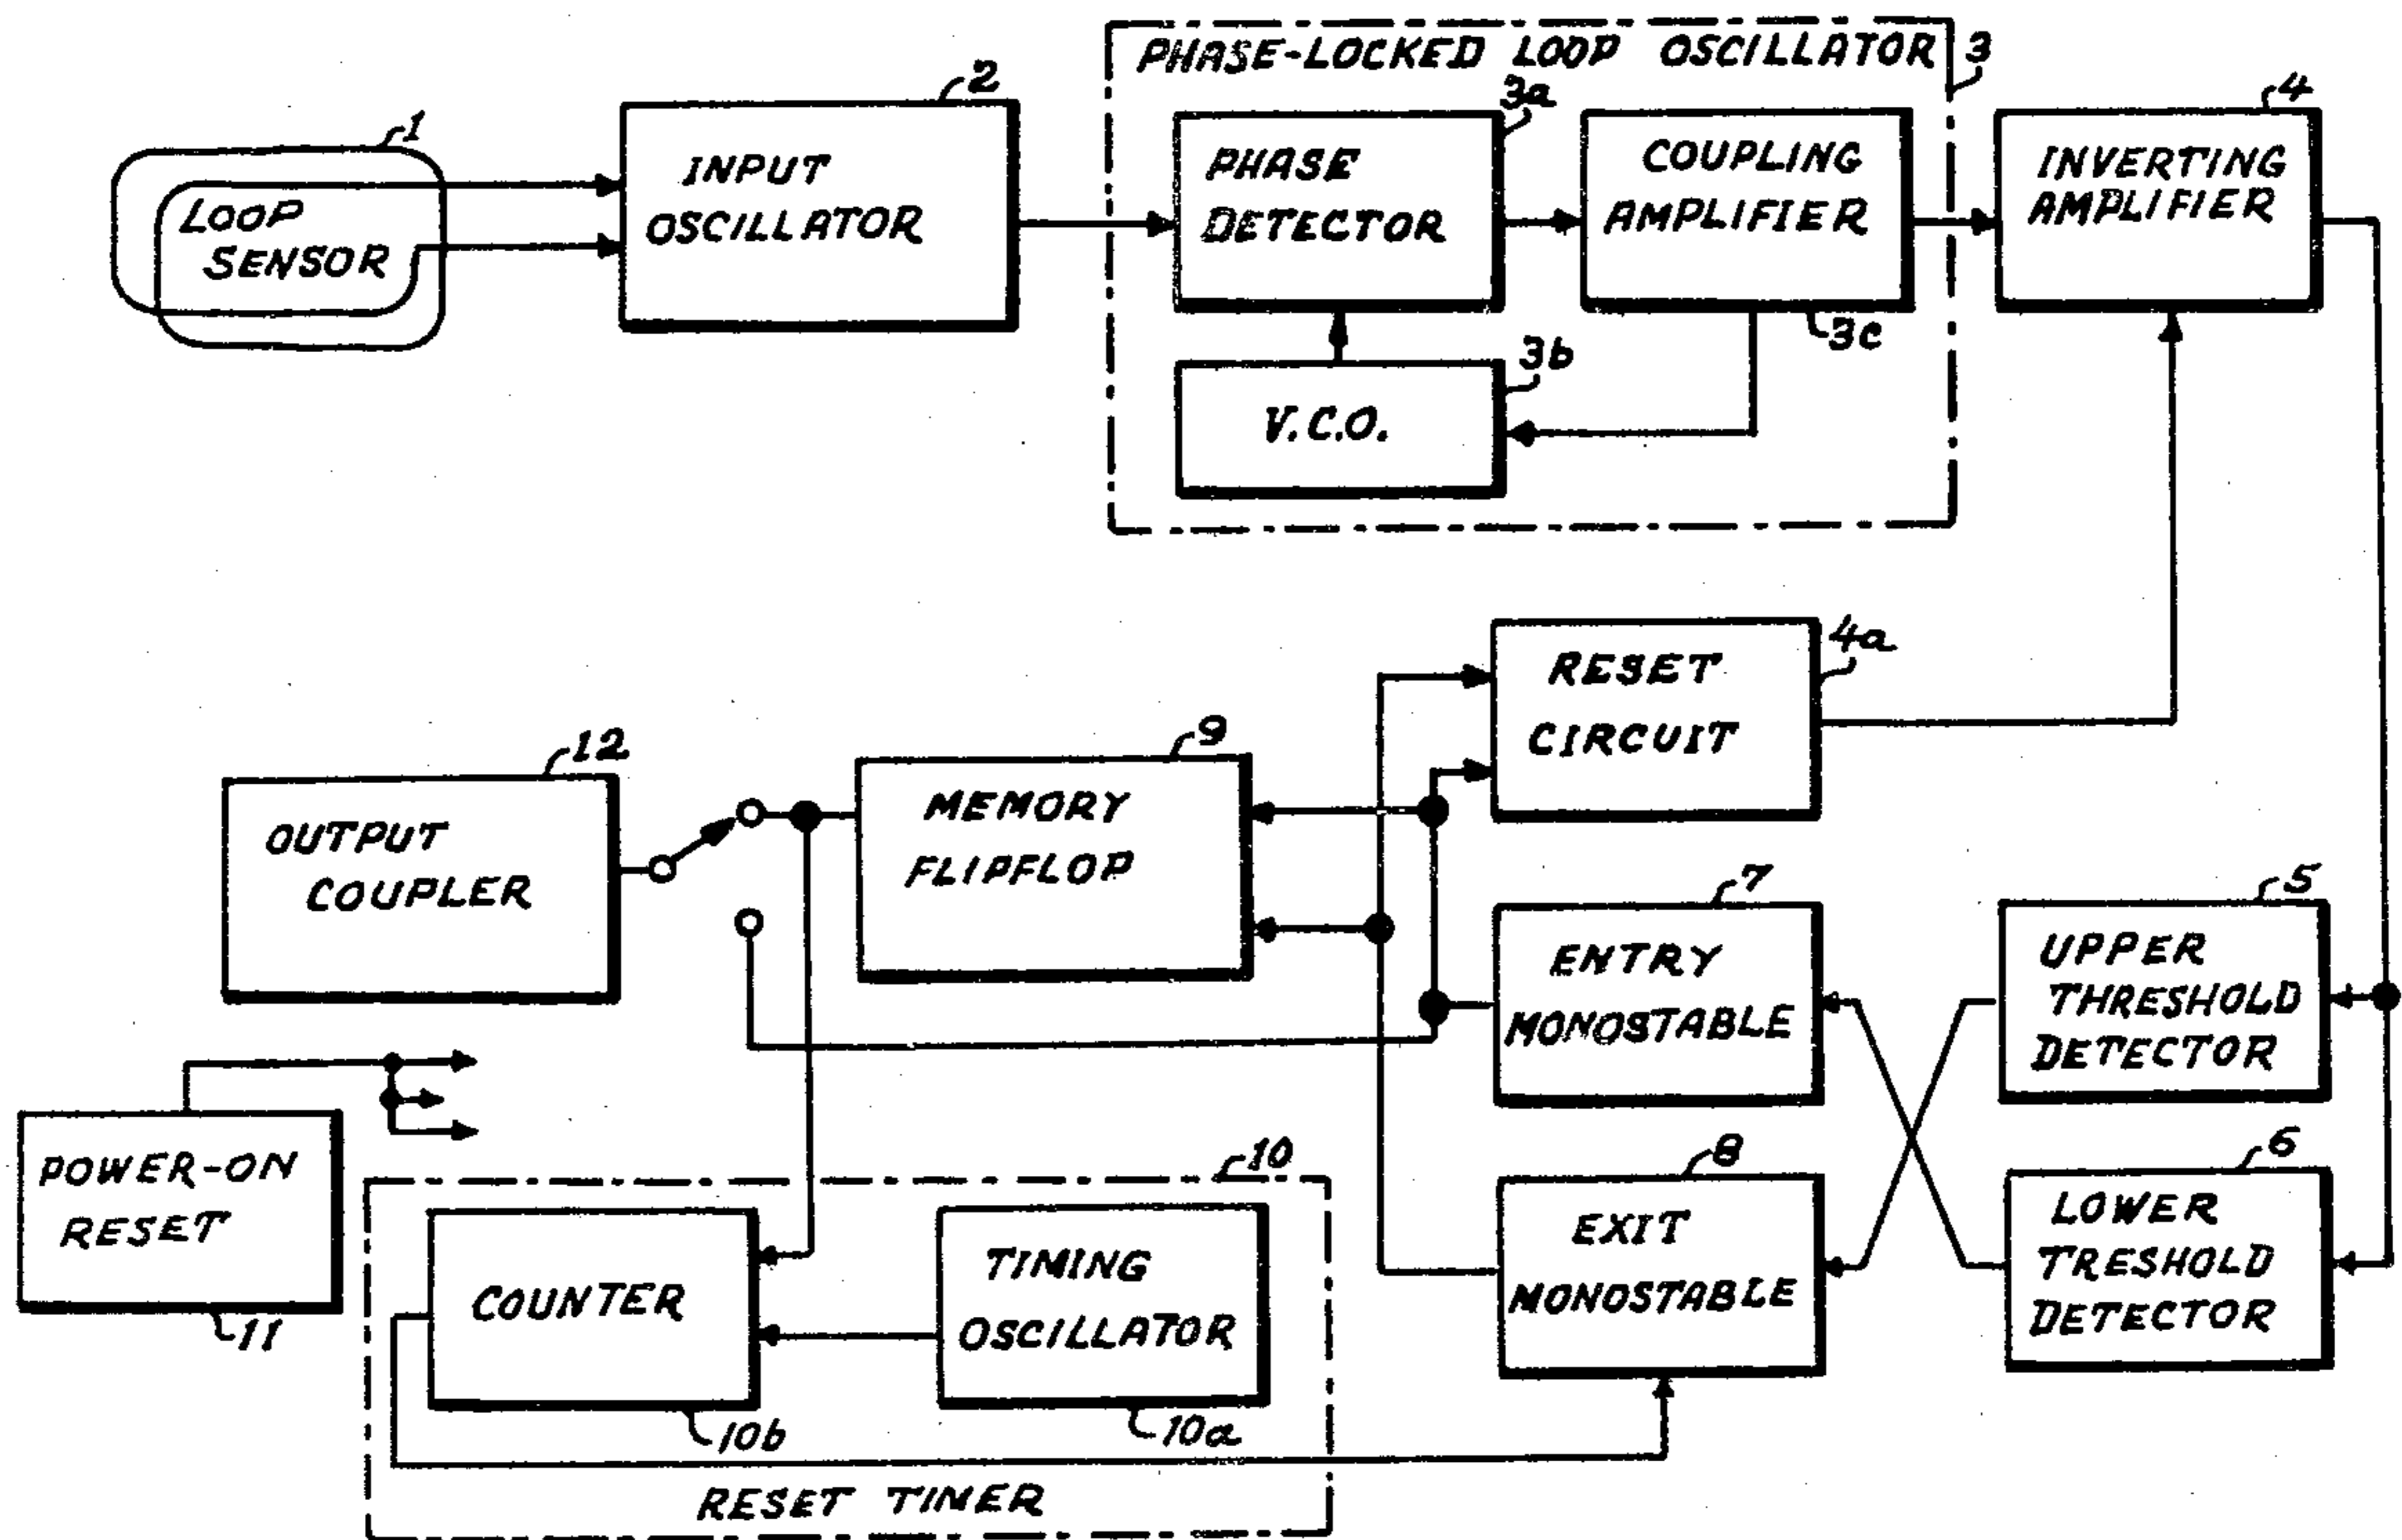 PHASE-LOCKED LOOP OSCILLATOR
3
1
LOOP
SENSOR
2
INPUT
OSCILLATOR
3a
PHASE
DETECTOR
COUPLING
AMPLIFIER
3c
4
INVERTING
AMPLIFIER
3b
V.C.O.
4a
RESET
CIRCUIT
12
OUTPUT
COUPLER
9
MEMORY
FLIPFLOP
7
ENTRY
MONOSTABLE
5
UPPER
THRESHOLD
DETECTOR
POWER-ON
RESET
11
10
COUNTER
10b
TIMING
OSCILLATOR
10a
RESET TIMER
8
EXIT
MONOSTABLE
6
LOWER
TRESHOLD
DETECTOR